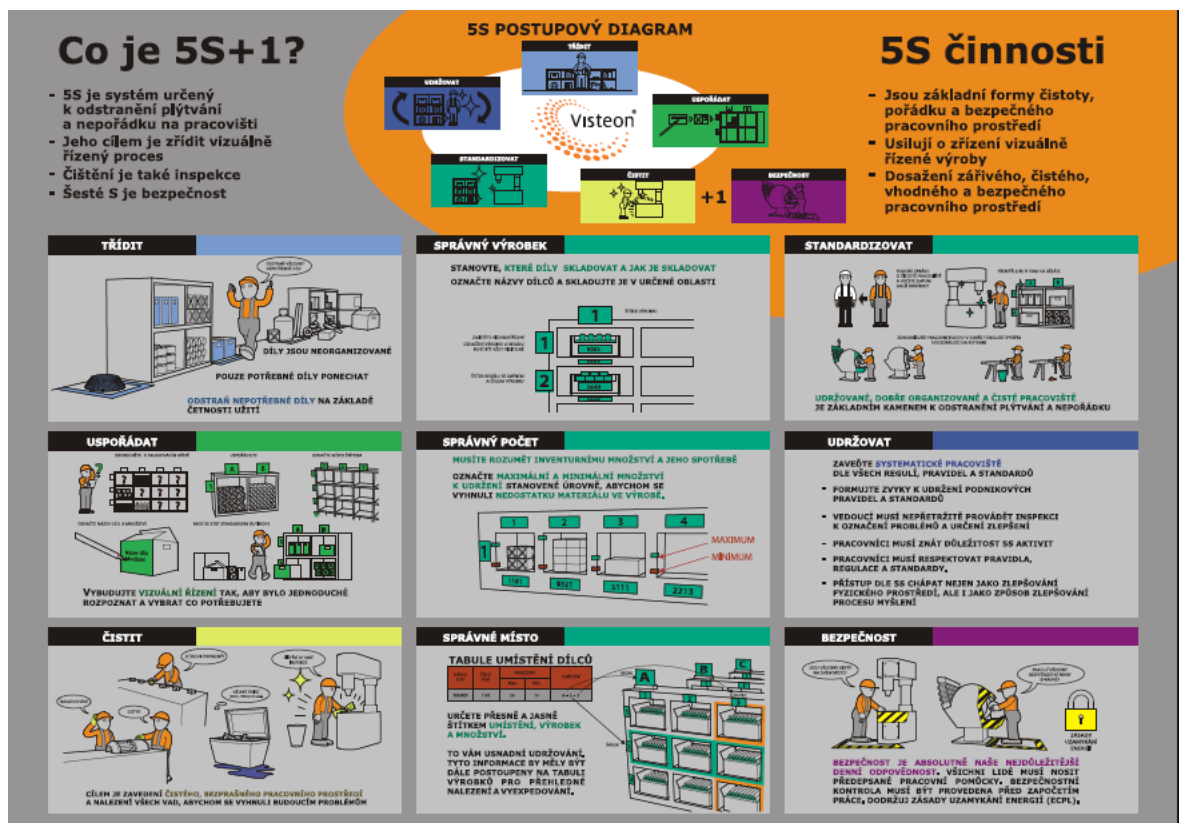 Co je 5S+1?
- 5S je systém určený
k odstranění plýtvání
a nepořádku na pracovišti
- Jeho cílem je zřídit vizuálně
řízený proces
- Čištění je také inspekce
- Šesté S je bezpečnost
5S POSTUPOVÝ DIAGRAM
TŘÍDIT
UDRŽOVAT
USPOŘÁDAT
Visteon®
STANDARDIZOVAT
ČISTIT
+1
BEZPEČNOST
5S činnosti
- Jsou základní formy čistoty,
pořádku a bezpečného
pracovního prostředí
- Usilují o zřízení vizuálně
řízené výroby
- Dosažení zářivého, čistého,
vhodného a bezpečného
pracovního prostředí
TŘÍDIT
DÍLY JSOU NEORGANIZOVANÉ
POUZE POTŘEBNÉ DÍLY PONECHAT
ODSTRAŇ NEPOTŘEBNÉ DÍLY NA ZÁKLADĚ
ČETNOSTI UŽITÍ
SPRÁVNÝ VÝROBEK
STANOVTE, KTERÉ DÍLY SKLADOVAT A JAK JE SKLADOVAT
OZNAČTE NÁZVY DÍLCŮ A SKLADUJTE JE V URČENÉ OBLASTI
1
1
2
STANDARDIZOVAT
UDRŽOVANÉ, DOBŘE ORGANIZOVANÉ A ČISTÉ PRACOVIŠTĚ
JE ZÁKLADNÍM KAMENEM K ODSTRANĚNÍ PLÝTVÁNÍ A NEPOŘÁDKU
USPOŘÁDAT
A
VYBUDUJTE VIZUÁLNÍ ŘÍZENÍ TAK, ABY BYLO JEDNODUCHÉ
ROZPOZNAT A VYBRAT CO POTŘEBUJETE
SPRÁVNÝ POČET
MUSÍTE ROZUMĚT INVENTURNÍMU MNOŽSTVÍ A JEHO SPOTŘEBĚ
OZNAČTE MAXIMÁLNÍ A MINIMÁLNÍ MNOŽSTVÍ
K UDRŽENÍ STANOVENÉ ÚROVNĚ, ABYCHOM SE
VYHNULI NEDOSTATKU MATERIÁLU VE VÝROBĚ.
1 2 3 4
1
MAXIMUM
MINIMUM
2213
UDRŽOVAT
ZAVEĎTE SYSTEMATICKÉ PRACOVIŠTĚ
DLE VŠECH REGULÍ, PRAVIDEL A STANDARDŮ
- FORMUJTE ZVYKY K UDRŽENÍ PODNIKOVÝCH
PRAVIDEL A STANDARDŮ
- VEDOUCÍ MUSÍ NEPŘETRŽITĚ PROVÁDĚT INSPEKCI
K OZNAČENÍ PROBLÉMŮ A URČENÍ ZLEPŠENÍ
- PRACOVNÍCI MUSÍ ZNÁT DŮLEŽITOST 5S AKTIVIT
- PRACOVNÍCI MUSÍ RESPEKTOVAT PRAVIDLA,
REGULACE A STANDARDY.
- PŘÍSTUP DLE 5S CHÁPAT NEJEN JAKO ZLEPŠOVÁNÍ
FYZICKÉHO PROSTŘEDÍ, ALE I JAKO ZPŮSOB ZLEPŠOVÁNÍ
PROCESU MYŠLENÍ
ČISTIT
CÍLEM JE ZAVEDENÍ ČISTÉHO, BEZPRAŠNÉHO PRACOVNÍHO PROSTŘEDÍ
A NALEZENÍ VŠECH VAD, ABYCHOM SE VYHNULI BUDOUCÍM PROBLÉMŮM
SPRÁVNÉ MÍSTO
TABULE UMÍSTĚNÍ DÍLCŮ
A B C
URČETE PŘESNĚ A JASNĚ
ŠTÍTKEM UMÍSTĚNÍ, VÝROBEK
A MNOŽSTVÍ.
TO VÁM USNADNÍ UDRŽOVÁNÍ,
TYTO INFORMACE BY MĚLY BÝT
DÁLE POSTOUPENY NA TABULI
VÝROBKŮ PRO PŘEHLEDNÉ
NALEZENÍ A VYEXPEDOVÁNÍ.
BEZPEČNOST
ZÁSADY
UZAMYKÁNÍ
ENERGIÍ
BEZPEČNOST JE ABSOLUTNĚ NAŠE NEJDŮLEŽITĚJŠÍ
DENNÍ ODPOVĚDNOST. VŠICHNI LIDÉ MUSÍ NOSIT
PŘEDEPSANÉ PRACOVNÍ POMŮCKY. BEZPEČNOSTNÍ
KONTROLA MUSÍ BÝT PROVEDENA PŘED ZAPOČETÍM
PRÁCE. DODRŽUJ ZÁSADY UZAMYKÁNÍ ENERGIÍ (ECPL).